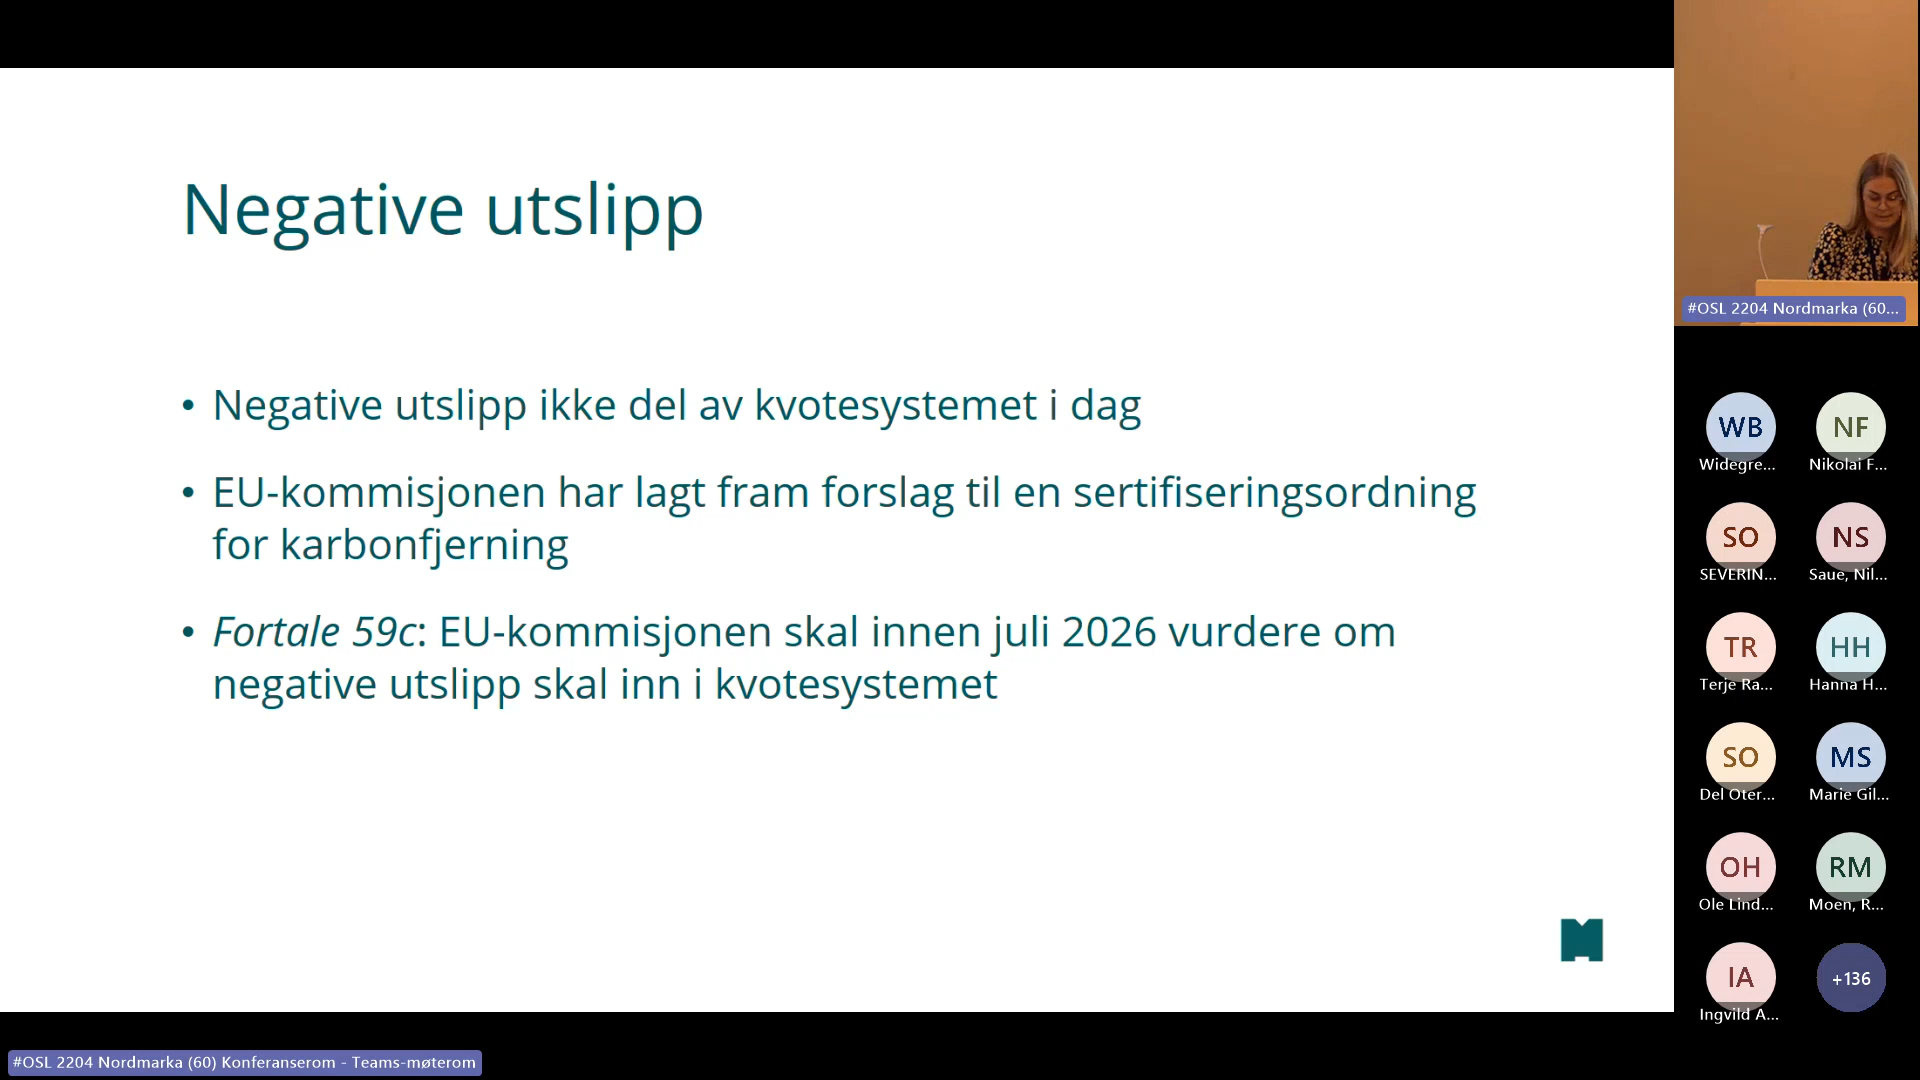 Negative utslipp
• Negative utslipp ikke del av kvotesystemet i dag
• EU-kommisjonen har lagt fram forslag til en sertifiseringsordning
for karbonfjerning
• Fortale 59c: EU-kommisjonen skal innen juli 2026 vurdere om
negative utslipp skal inn i kvotesystemet
#OSL 2204 Nordmarka (60...
WB NF
Widegre... Nikolai F...
SO NS
SEVERIN... Saue, Nil...
TR HH
Terje Ra... Hanna H...
SO MS
Del Oter... Marie Gil...
OH RM
Ole Lind... Moen, R...
IA +136
Ingvild A...
#OSL 2204 Nordmarka (60) Konferanserom - Teams-møterom